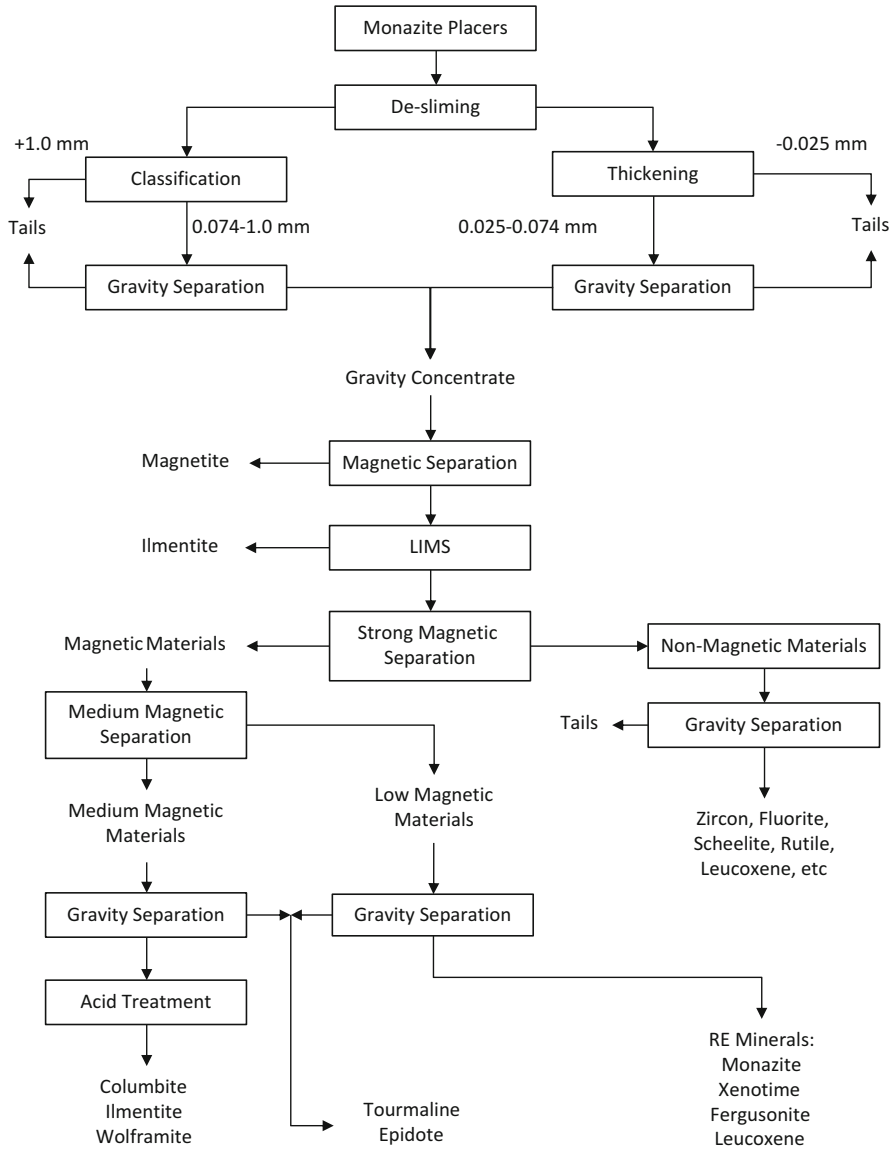 Monazite Placers
De-sliming
+1.0 mm
-0.025 mm
Classification
Thickening
Tails
0.074-1.0 mm
0.025-0.074 mm
Tails
Gravity Separation
Gravity Separation
Gravity Concentrate
Magnetite
Magnetic Separation
Ilmentite
LIMS
Magnetic Materials
Strong Magnetic
Separation
Non-Magnetic Materials
Medium Magnetic
Separation
Tails
Gravity Separation
Medium Magnetic
Materials
Low Magnetic
Materials
Zircon, Fluorite,
Scheelite, Rutile,
Leucoxene, etc
Gravity Separation
Gravity Separation
Acid Treatment
Columbite
Ilmentite
Wolframite
Tourmaline
Epidote
RE Minerals:
Monazite
Xenotime
Fergusonite
Leucoxene